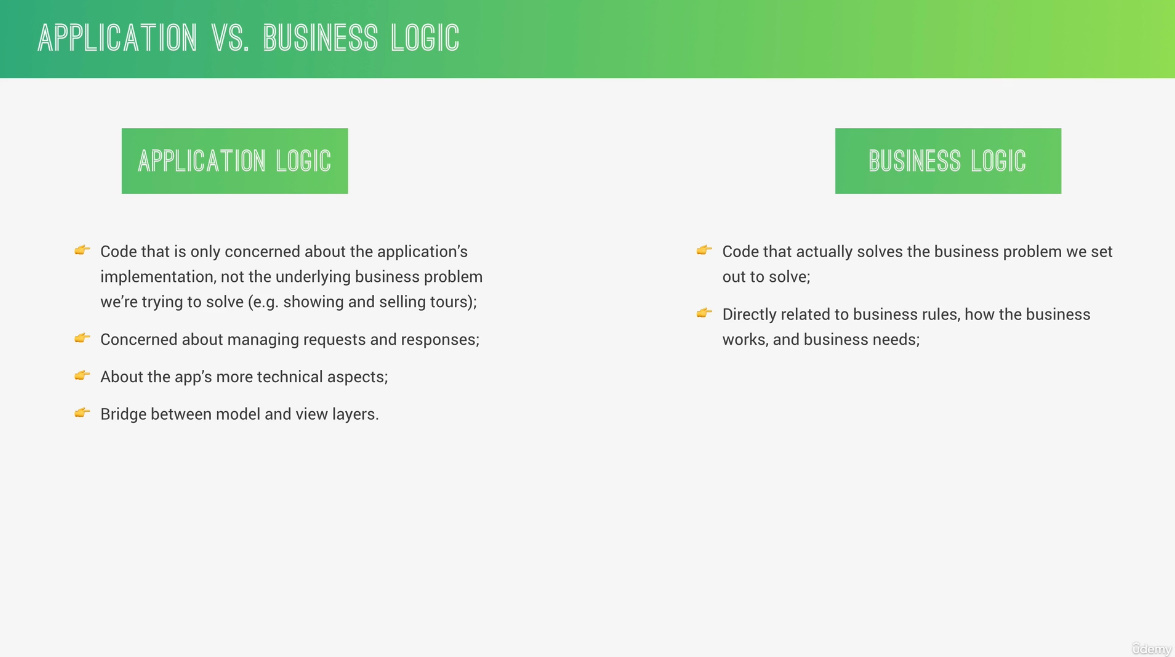 APPLICATION VS. BUSINESS LOGIC
APPLICATION LOGIC
Code that is only concerned about the application's
implementation, not the underlying business problem
we're trying to solve (e.g. showing and selling tours);
Concerned about managing requests and responses;
About the app's more technical aspects;
Bridge between model and view layers.
BUSINESS LOGIC
Code that actually solves the business problem we set
out to solve;
Directly related to business rules, how the business
works, and business needs;
ûdemy